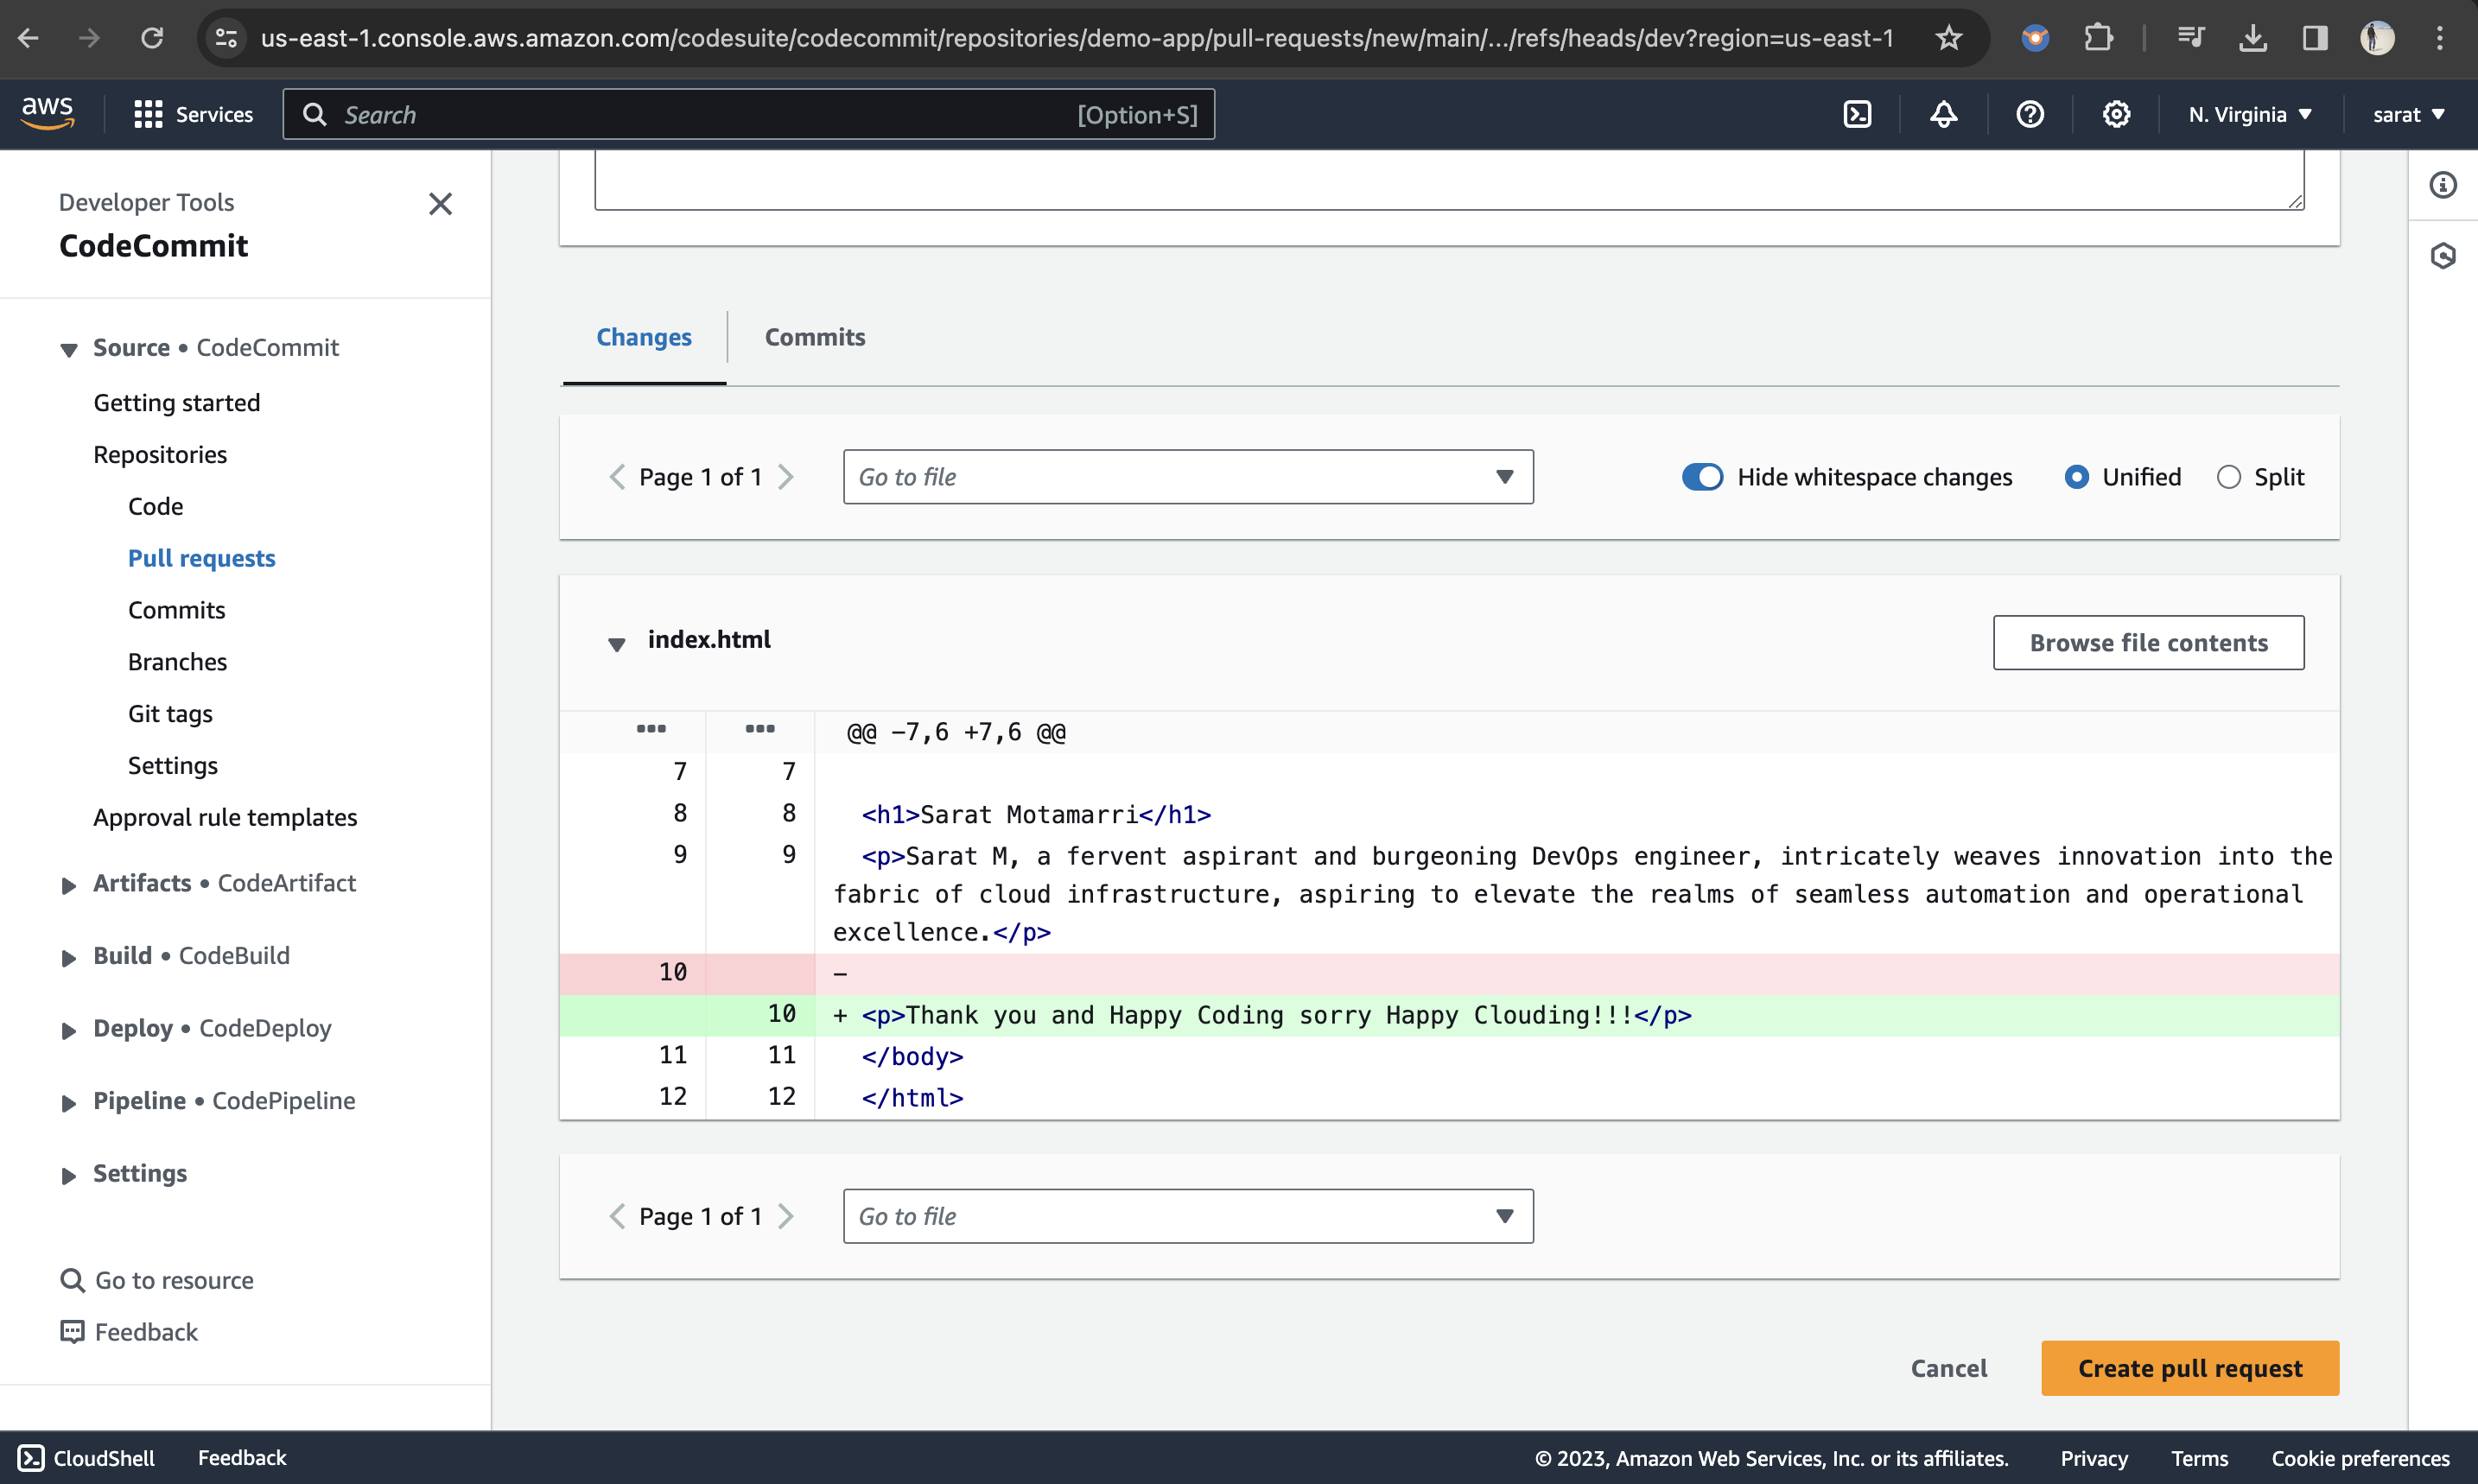 us-east-1.console.aws.amazon.com/codesuite/codecommit/repositories/demo-app/pull-requests/new/main/.../refs/heads/dev?region=us-east-1
aws
Services
Search
[Option+S]
N. Virginia
sarat
Developer Tools
CodeCommit
Source • CodeCommit
Getting started
Repositories
Code
Pull requests
Commits
Branches
Git tags
Settings
Approval rule templates
Artifacts • CodeArtifact
Build • CodeBuild
Deploy • CodeDeploy
Pipeline • CodePipeline
Settings
Go to resource
Feedback
Changes
Commits
Page 1 of 1
Go to file
Hide whitespace changes
Unified
Split
index.html
Browse file contents
••• ••• @@ -7,6 +7,6 @@
7 7
8 8 <h1>Sarat Motamarri</h1>
9 9 <p>Sarat M, a fervent aspirant and burgeoning DevOps engineer, intricately weaves innovation into the
fabric of cloud infrastructure, aspiring to elevate the realms of seamless automation and operational
excellence.</p>
10 -
10 + <p>Thank you and Happy Coding sorry Happy Clouding!!!</p>
11 11 </body>
12 12 </html>
Page 1 of 1
Go to file
Cancel
Create pull request
CloudShell
Feedback
© 2023, Amazon Web Services, Inc. or its affiliates.
Privacy
Terms
Cookie preferences